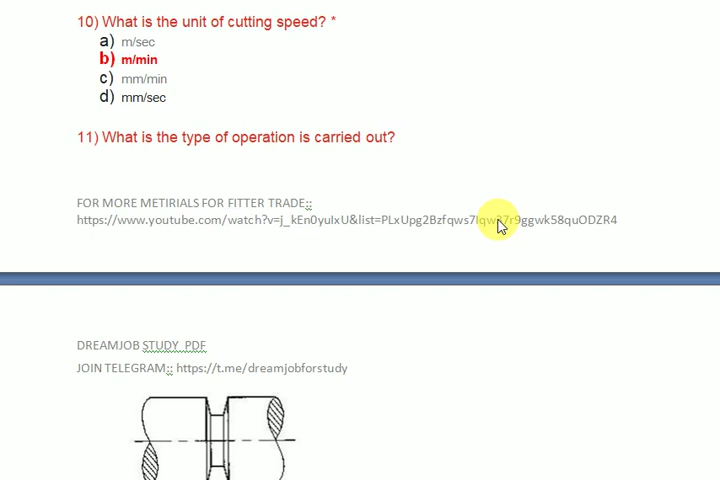 10) What is the unit of cutting speed? *
a) m/sec
b) m/min
c) mm/min
d) mm/sec
11) What is the type of operation is carried out?
FOR MORE METIRIALS FOR FITTER TRADE::
https://www.youtube.com/watch?v=j_kEn0yuIxU&list=PLxUpg2Bzfqws7Iqw37r9ggwk58quODZR4
DREAMJOB STUDY PDF
JOIN TELEGRAM:: https://t.me/dreamjobforstudy